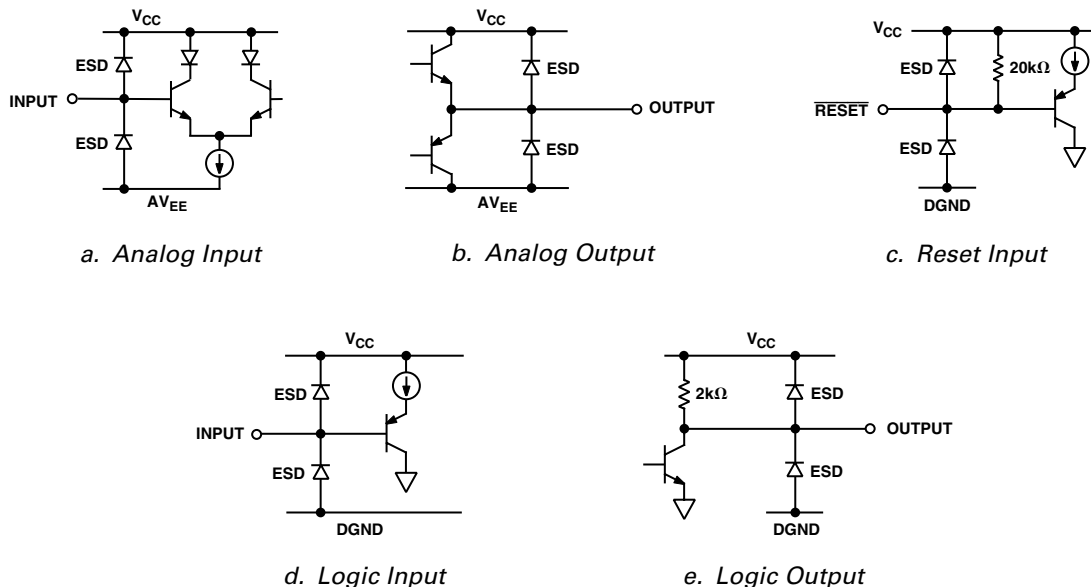 VCC
ESD
INPUT
ESD
AVEE
a. Analog Input
VCC
ESD
OUTPUT
ESD
AVEE
b. Analog Output
VCC
ESD
20kΩ
RESET
ESD
DGND
c. Reset Input
VCC
ESD
INPUT
ESD
DGND
d. Logic Input
VCC
2kΩ
ESD
OUTPUT
ESD
DGND
e. Logic Output